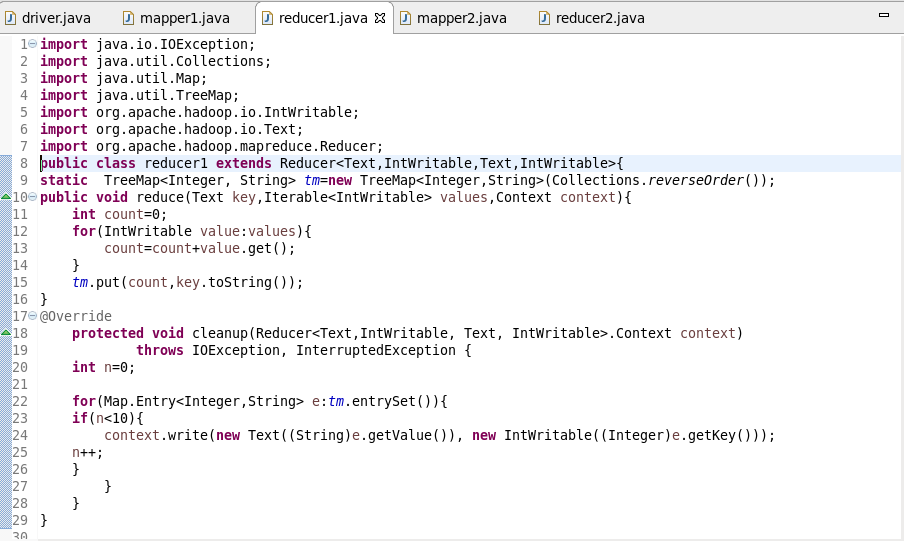 driver.java mapper1.java reducer1.java mapper2.java reducer2.java
1 import java.io.IOException;
2 import java.util.Collections;
3 import java.util.Map;
4 import java.util.TreeMap;
5 import org.apache.hadoop.io.IntWritable;
6 import org.apache.hadoop.io.Text;
7 import org.apache.hadoop.mapreduce.Reducer;
8 public class reducer1 extends Reducer<Text,IntWritable,Text,IntWritable>{
9 static  TreeMap<Integer, String> tm=new TreeMap<Integer,String>(Collections.reverseOrder());
10 public void reduce(Text key,Iterable<IntWritable> values,Context context){
11     int count=0;
12     for(IntWritable value:values){
13         count=count+value.get();
14     }
15     tm.put(count,key.toString());
16 }
17 @Override
18     protected void cleanup(Reducer<Text,IntWritable, Text, IntWritable>.Context context)
19             throws IOException, InterruptedException {
20     int n=0;
21
22     for(Map.Entry<Integer,String> e:tm.entrySet()){
23     if(n<10){
24         context.write(new Text((String)e.getValue()), new IntWritable((Integer)e.getKey()));
25     n++;
26     }
27         }
28     }
29 }
30